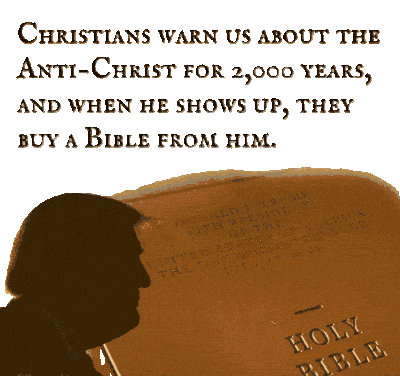 Christians warn us about the
Anti-Christ for 2,000 years,
and when he shows up, they
buy a Bible from him.
HOLY
BIBLE